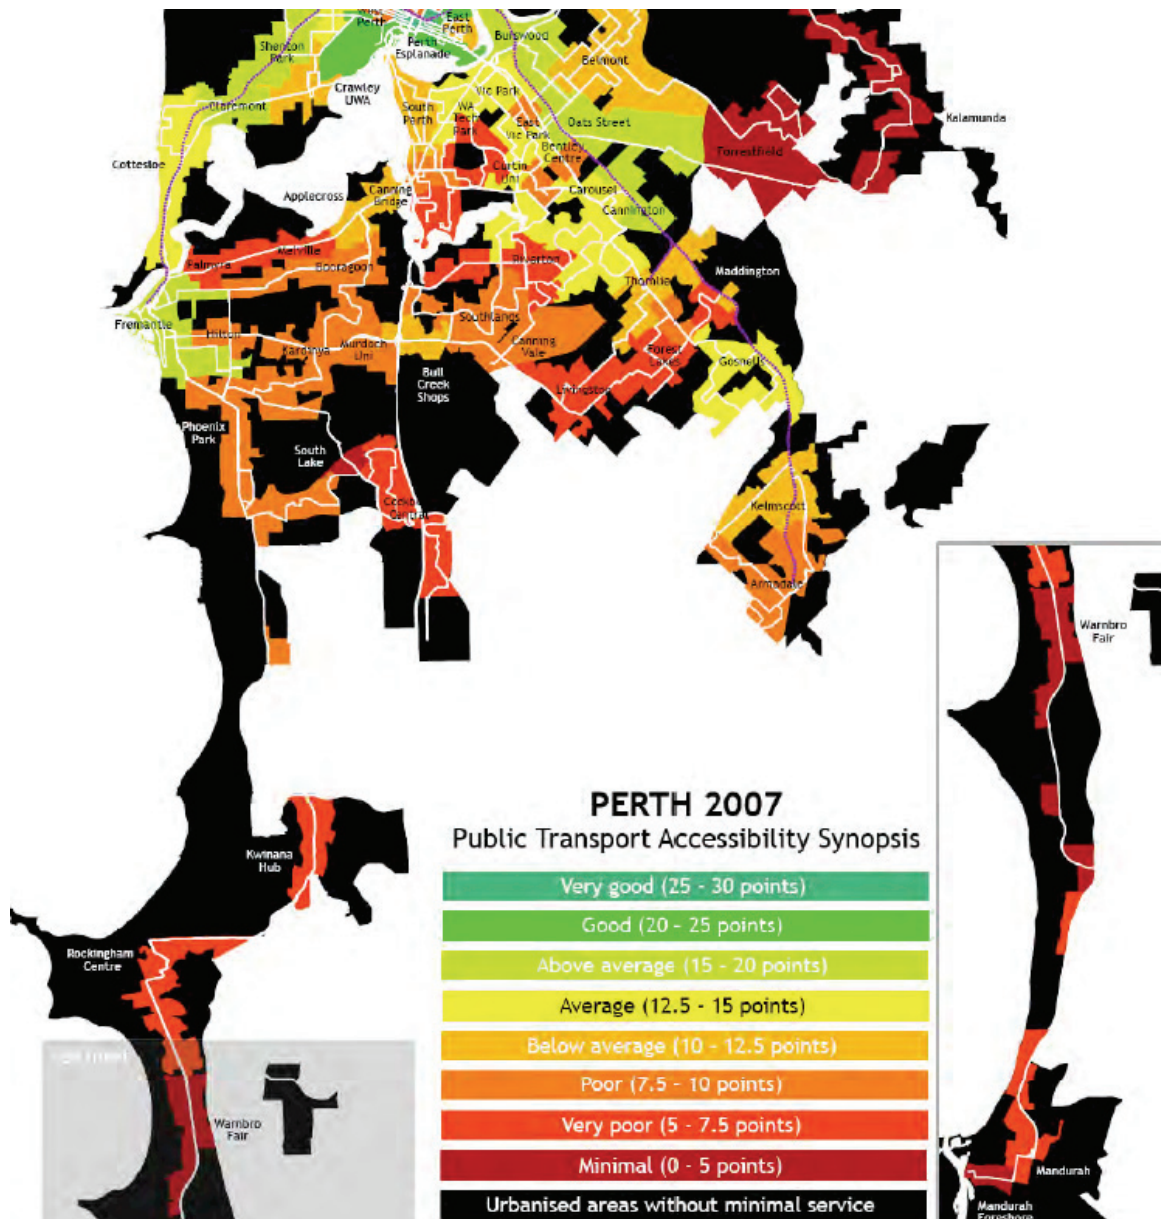 Perth
East
Perth
Perth
Esplanade
Burswood
Shenton
Park
Belmont
Claremont
Crawley
UWA
Vic Park
South
Perth
WA
Tech
Park
East
Vic Park
Oats Street
Kalamunda
Bentley
Centre
Forrestfield
Cottesloe
Curtin
Uni
Applecross
Canning
Bridge
Carousel
Cannington
Palmyra
Melville
Booragoon
Riverton
Thornlie
Maddington
Fremantle
Hilton
Southlands
Kardinya
Murdoch
Uni
Canning
Vale
Forest
Lakes
Gosnells
Bull
Creek
Shops
Livingston
Phoenix
Park
South
Lake
Cockburn
Central
Kelmscott
Armadale
Warnbro
Fair
PERTH 2007
Public Transport Accessibility Synopsis
Kwinana
Hub
Very good (25 - 30 points)
Good (20 - 25 points)
Above average (15 - 20 points)
Average (12.5 - 15 points)
Below average (10 - 12.5 points)
Poor (7.5 - 10 points)
Very poor (5 - 7.5 points)
Minimal (0 - 5 points)
Urbanised areas without minimal service
Rockingham
Centre
Warnbro
Fair
Mandurah
Mandurah
Foreshore